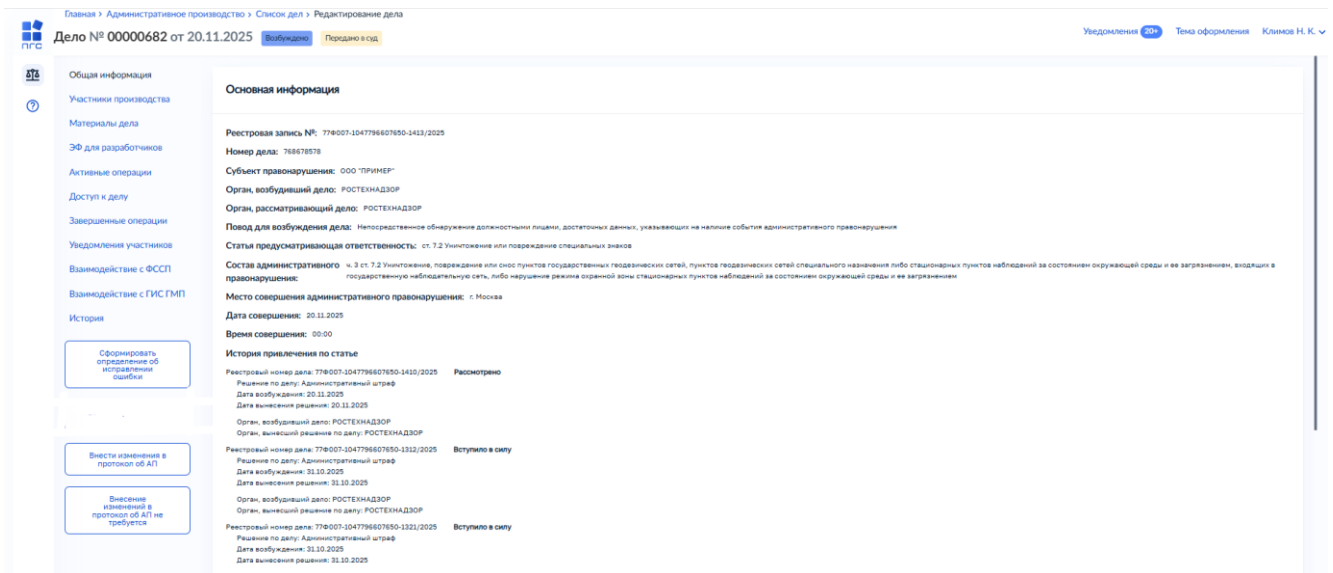 Главная > Административное производство > Список дел > Редактирование дела
ПГС
Дело № 00000682 от 20.11.2025 Возбуждено Передано в суд
Уведомления 20+ Тема оформления Климов Н. К.
Общая информация
Участники производства
Материалы дела
ЭФ для разработчиков
Активные операции
Доступ к делу
Завершенные операции
Уведомления участников
Взаимодействие с ФССП
Взаимодействие с ГИС ГМП
История
Сформировать
определение об
исправлении
ошибки
Внести изменения в
протокол об АП
Внесение
изменений в
протокол об АП не
требуется
Основная информация
Реестровая запись №: 77Ф007-1047796607650-1413/2025
Номер дела: 768678578
Субъект правонарушения: ООО "ПРИМЕР"
Орган, возбудивший дело: РОСТЕХНАДЗОР
Орган, рассматривающий дело: РОСТЕХНАДЗОР
Повод для возбуждения дела: Непосредственное обнаружение должностными лицами, достаточных данных, указывающих на наличие события административного правонарушения
Статья предусматривающая ответственность: ст. 7.2 Уничтожение или повреждение специальных знаков
Состав административного правонарушения: ч. 3 ст. 7.2 Уничтожение, повреждение или снос пунктов государственных геодезических сетей, пунктов геодезических сетей специального назначения либо стационарных пунктов наблюдений за состоянием окружающей среды и ее загрязнением, входящих в
государственную наблюдательную сеть, либо нарушение режима охранной зоны стационарных пунктов наблюдений за состоянием окружающей среды и ее загрязнением
Место совершения административного правонарушения: г. Москва
Дата совершения: 20.11.2025
Время совершения: 00:00
История привлечения по статье
Реестровый номер дела: 77Ф007-1047796607650-1410/2025 Рассмотрено
Решение по делу: Административный штраф
Дата возбуждения: 20.11.2025
Дата вынесения решения: 20.11.2025
Орган, возбудивший дело: РОСТЕХНАДЗОР
Орган, вынесший решение по делу: РОСТЕХНАДЗОР
Реестровый номер дела: 77Ф007-1047796607650-1312/2025 Вступило в силу
Решение по делу: Административный штраф
Дата возбуждения: 31.10.2025
Дата вынесения решения: 31.10.2025
Орган, возбудивший дело: РОСТЕХНАДЗОР
Орган, вынесший решение по делу: РОСТЕХНАДЗОР
Реестровый номер дела: 77Ф007-1047796607650-1321/2025 Вступило в силу
Решение по делу: Административный штраф
Дата возбуждения: 31.10.2025
Дата вынесения решения: 31.10.2025